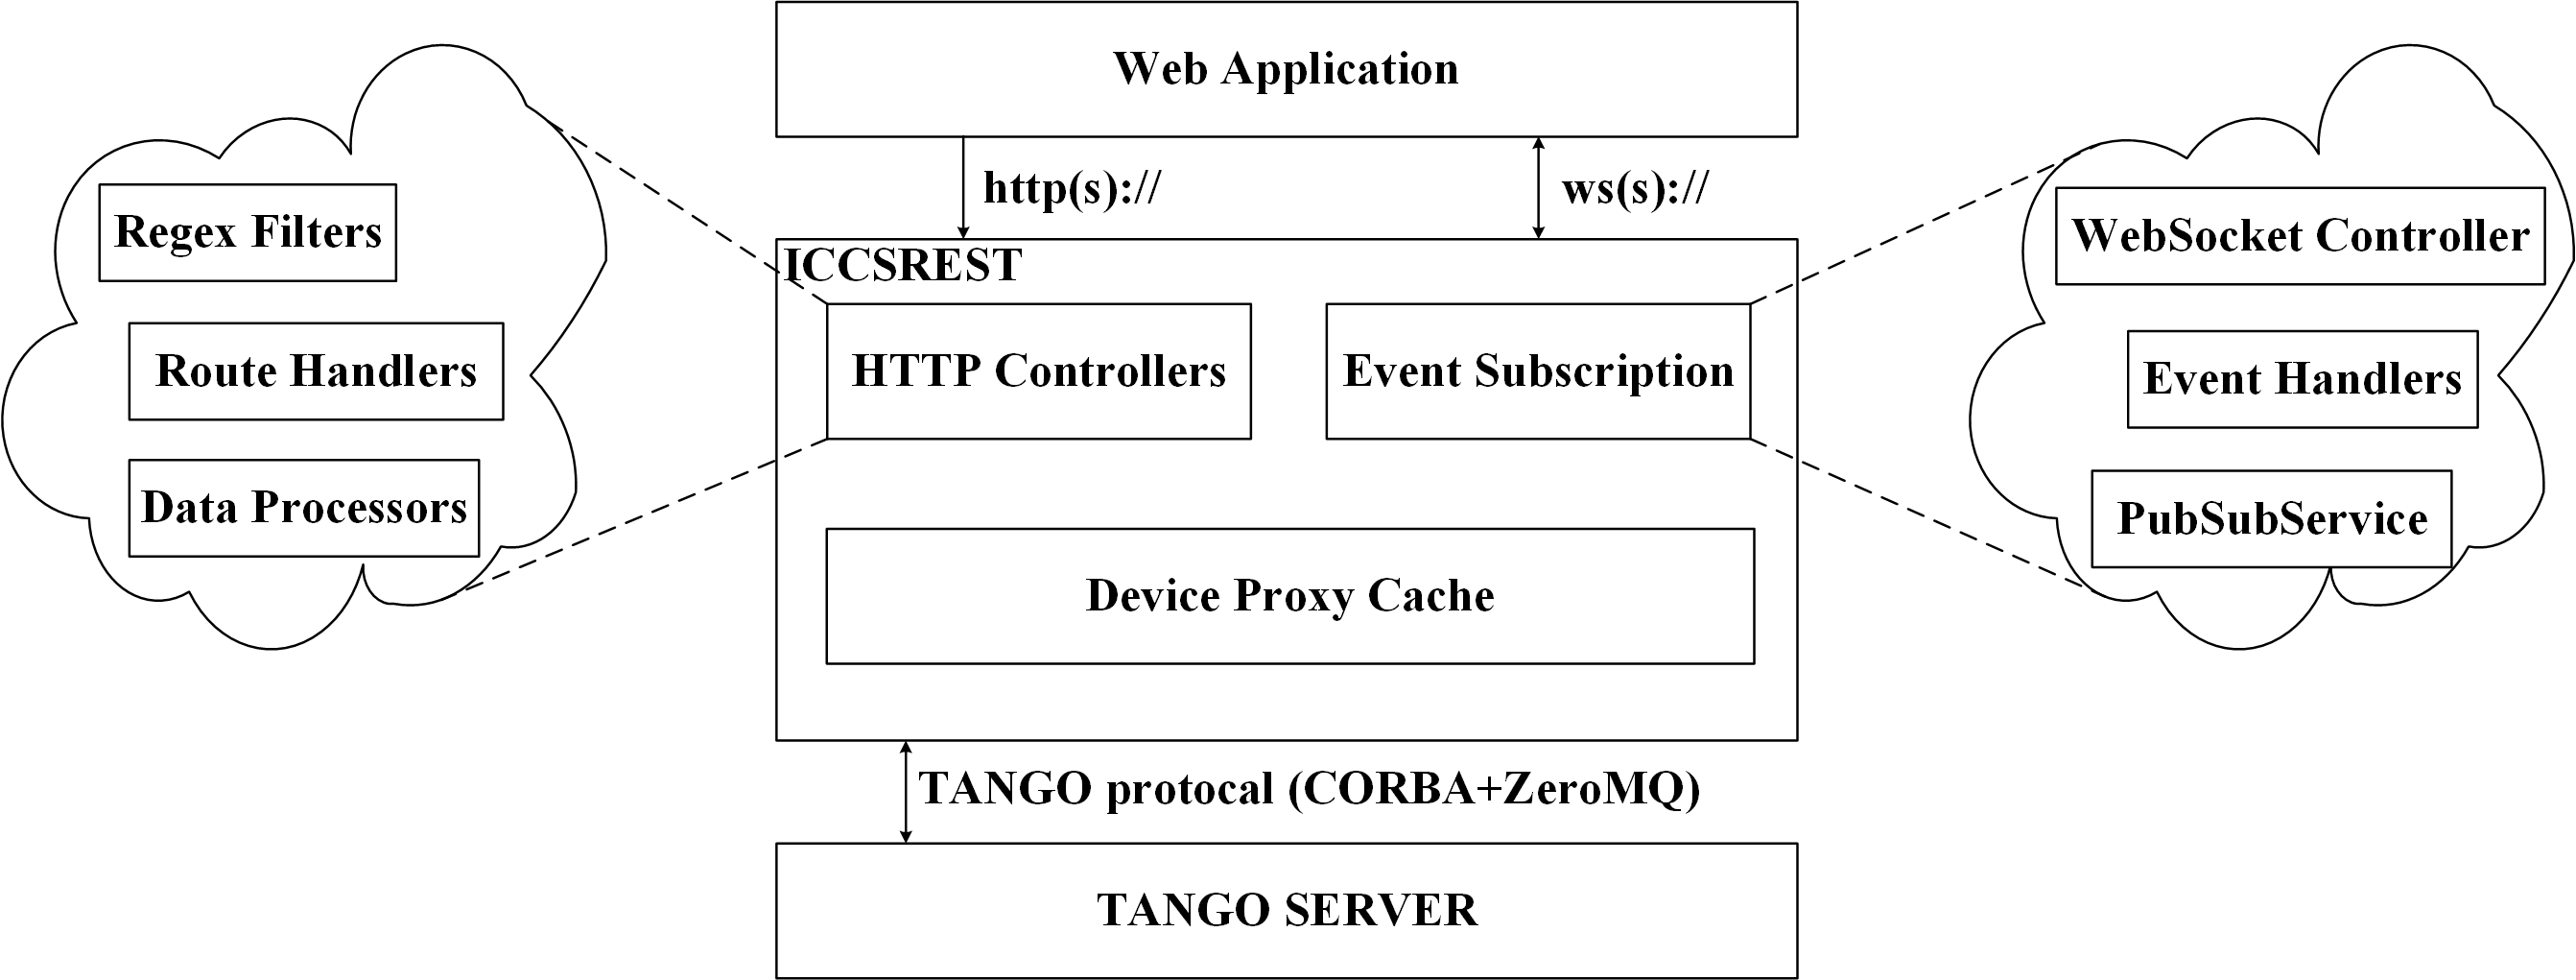 Web Application
http(s)://
ws(s)://
Regex Filters
Route Handlers
Data Processors
ICCSREST
HTTP Controllers
Event Subscription
Device Proxy Cache
WebSocket Controller
Event Handlers
PubSubService
TANGO protocal (CORBA+ZeroMQ)
TANGO SERVER